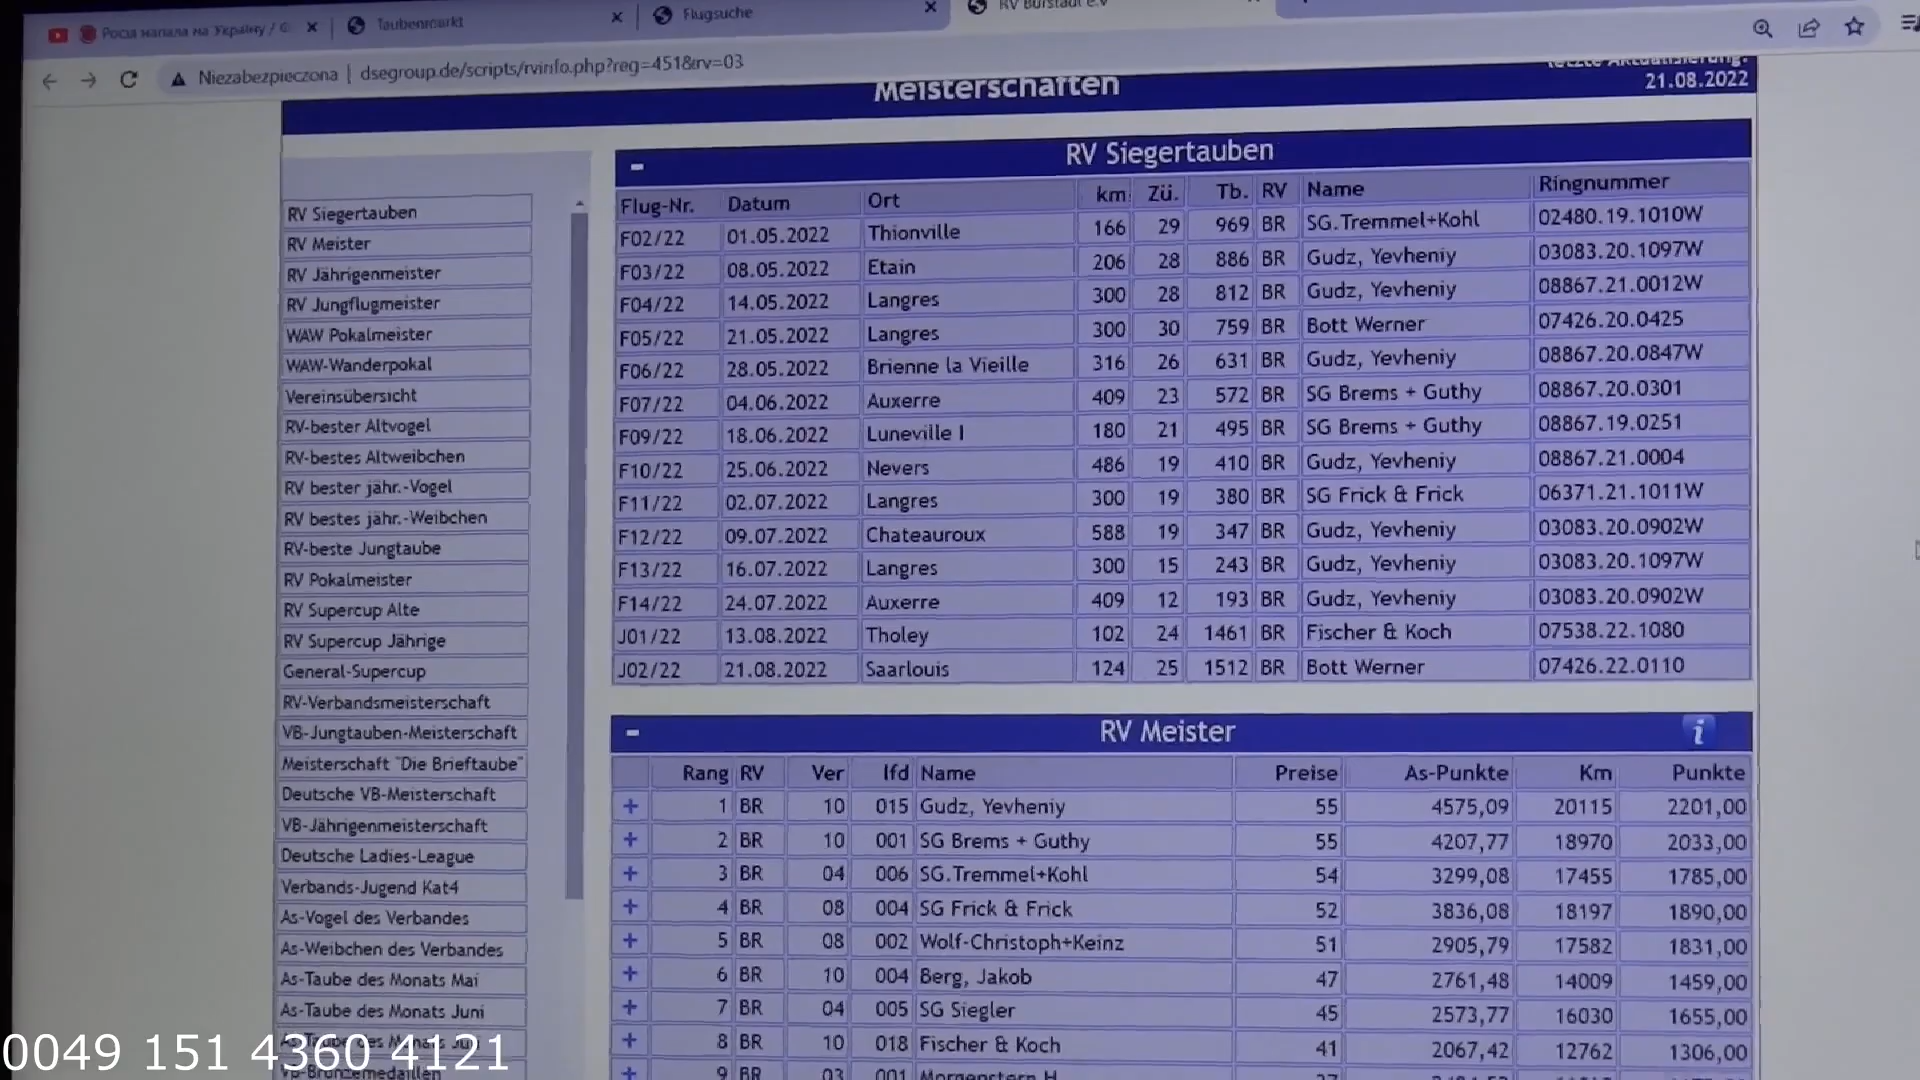 Росія напала на Україну /
Taubenmarkt
Flugsuche
RV Bürstadt e.V
Niezabezpieczona | dsegroup.de/scripts/rvinfo.php?reg=451&rv=03
Meisterschaften
letzte Aktualisierung:
21.08.2022
RV Siegertauben
RV Meister
RV Jährigenmeister
RV Jungflugmeister
WAW Pokalmeister
WAW-Wanderpokal
Vereinsübersicht
RV-bester Altvogel
RV-bestes Altweibchen
RV bester jähr.-Vogel
RV bestes jähr.-Weibchen
RV-beste Jungtaube
RV Pokalmeister
RV Supercup Alte
RV Supercup Jährige
General-Supercup
RV-Verbandsmeisterschaft
VB-Jungtauben-Meisterschaft
Meisterschaft "Die Brieftaube"
Deutsche VB-Meisterschaft
VB-Jährigenmeisterschaft
Deutsche Ladies-League
Verbands-Jugend Kat4
As-Vogel des Verbandes
As-Weibchen des Verbandes
As-Taube des Monats Mai
As-Taube des Monats Juni
As-Taube des Monats Juli
VB-Bronzemedaillen
- RV Siegertauben
Flug-Nr. Datum Ort km Zü. Tb. RV Name Ringnummer
F02/22 01.05.2022 Thionville 166 29 969 BR SG.Tremmel+Kohl 02480.19.1010W
F03/22 08.05.2022 Etain 206 28 886 BR Gudz, Yevheniy 03083.20.1097W
F04/22 14.05.2022 Langres 300 28 812 BR Gudz, Yevheniy 08867.21.0012W
F05/22 21.05.2022 Langres 300 30 759 BR Bott Werner 07426.20.0425
F06/22 28.05.2022 Brienne la Vieille 316 26 631 BR Gudz, Yevheniy 08867.20.0847W
F07/22 04.06.2022 Auxerre 409 23 572 BR SG Brems + Guthy 08867.20.0301
F09/22 18.06.2022 Luneville I 180 21 495 BR SG Brems + Guthy 08867.19.0251
F10/22 25.06.2022 Nevers 486 19 410 BR Gudz, Yevheniy 08867.21.0004
F11/22 02.07.2022 Langres 300 19 380 BR SG Frick & Frick 06371.21.1011W
F12/22 09.07.2022 Chateauroux 588 19 347 BR Gudz, Yevheniy 03083.20.0902W
F13/22 16.07.2022 Langres 300 15 243 BR Gudz, Yevheniy 03083.20.1097W
F14/22 24.07.2022 Auxerre 409 12 193 BR Gudz, Yevheniy 03083.20.0902W
J01/22 13.08.2022 Tholey 102 24 1461 BR Fischer & Koch 07538.22.1080
J02/22 21.08.2022 Saarlouis 124 25 1512 BR Bott Werner 07426.22.0110
- RV Meister i
Rang RV Ver lfd Name Preise As-Punkte Km Punkte
+ 1 BR 10 015 Gudz, Yevheniy 55 4575,09 20115 2201,00
+ 2 BR 10 001 SG Brems + Guthy 55 4207,77 18970 2033,00
+ 3 BR 04 006 SG.Tremmel+Kohl 54 3299,08 17455 1785,00
+ 4 BR 08 004 SG Frick & Frick 52 3836,08 18197 1890,00
+ 5 BR 08 002 Wolf-Christoph+Keinz 51 2905,79 17582 1831,00
+ 6 BR 10 004 Berg, Jakob 47 2761,48 14009 1459,00
+ 7 BR 04 005 SG Siegler 45 2573,77 16030 1655,00
+ 8 BR 10 018 Fischer & Koch 41 2067,42 12762 1306,00
+ 9 BR 03 001 Morgenstern H
0049 151 4360 4121